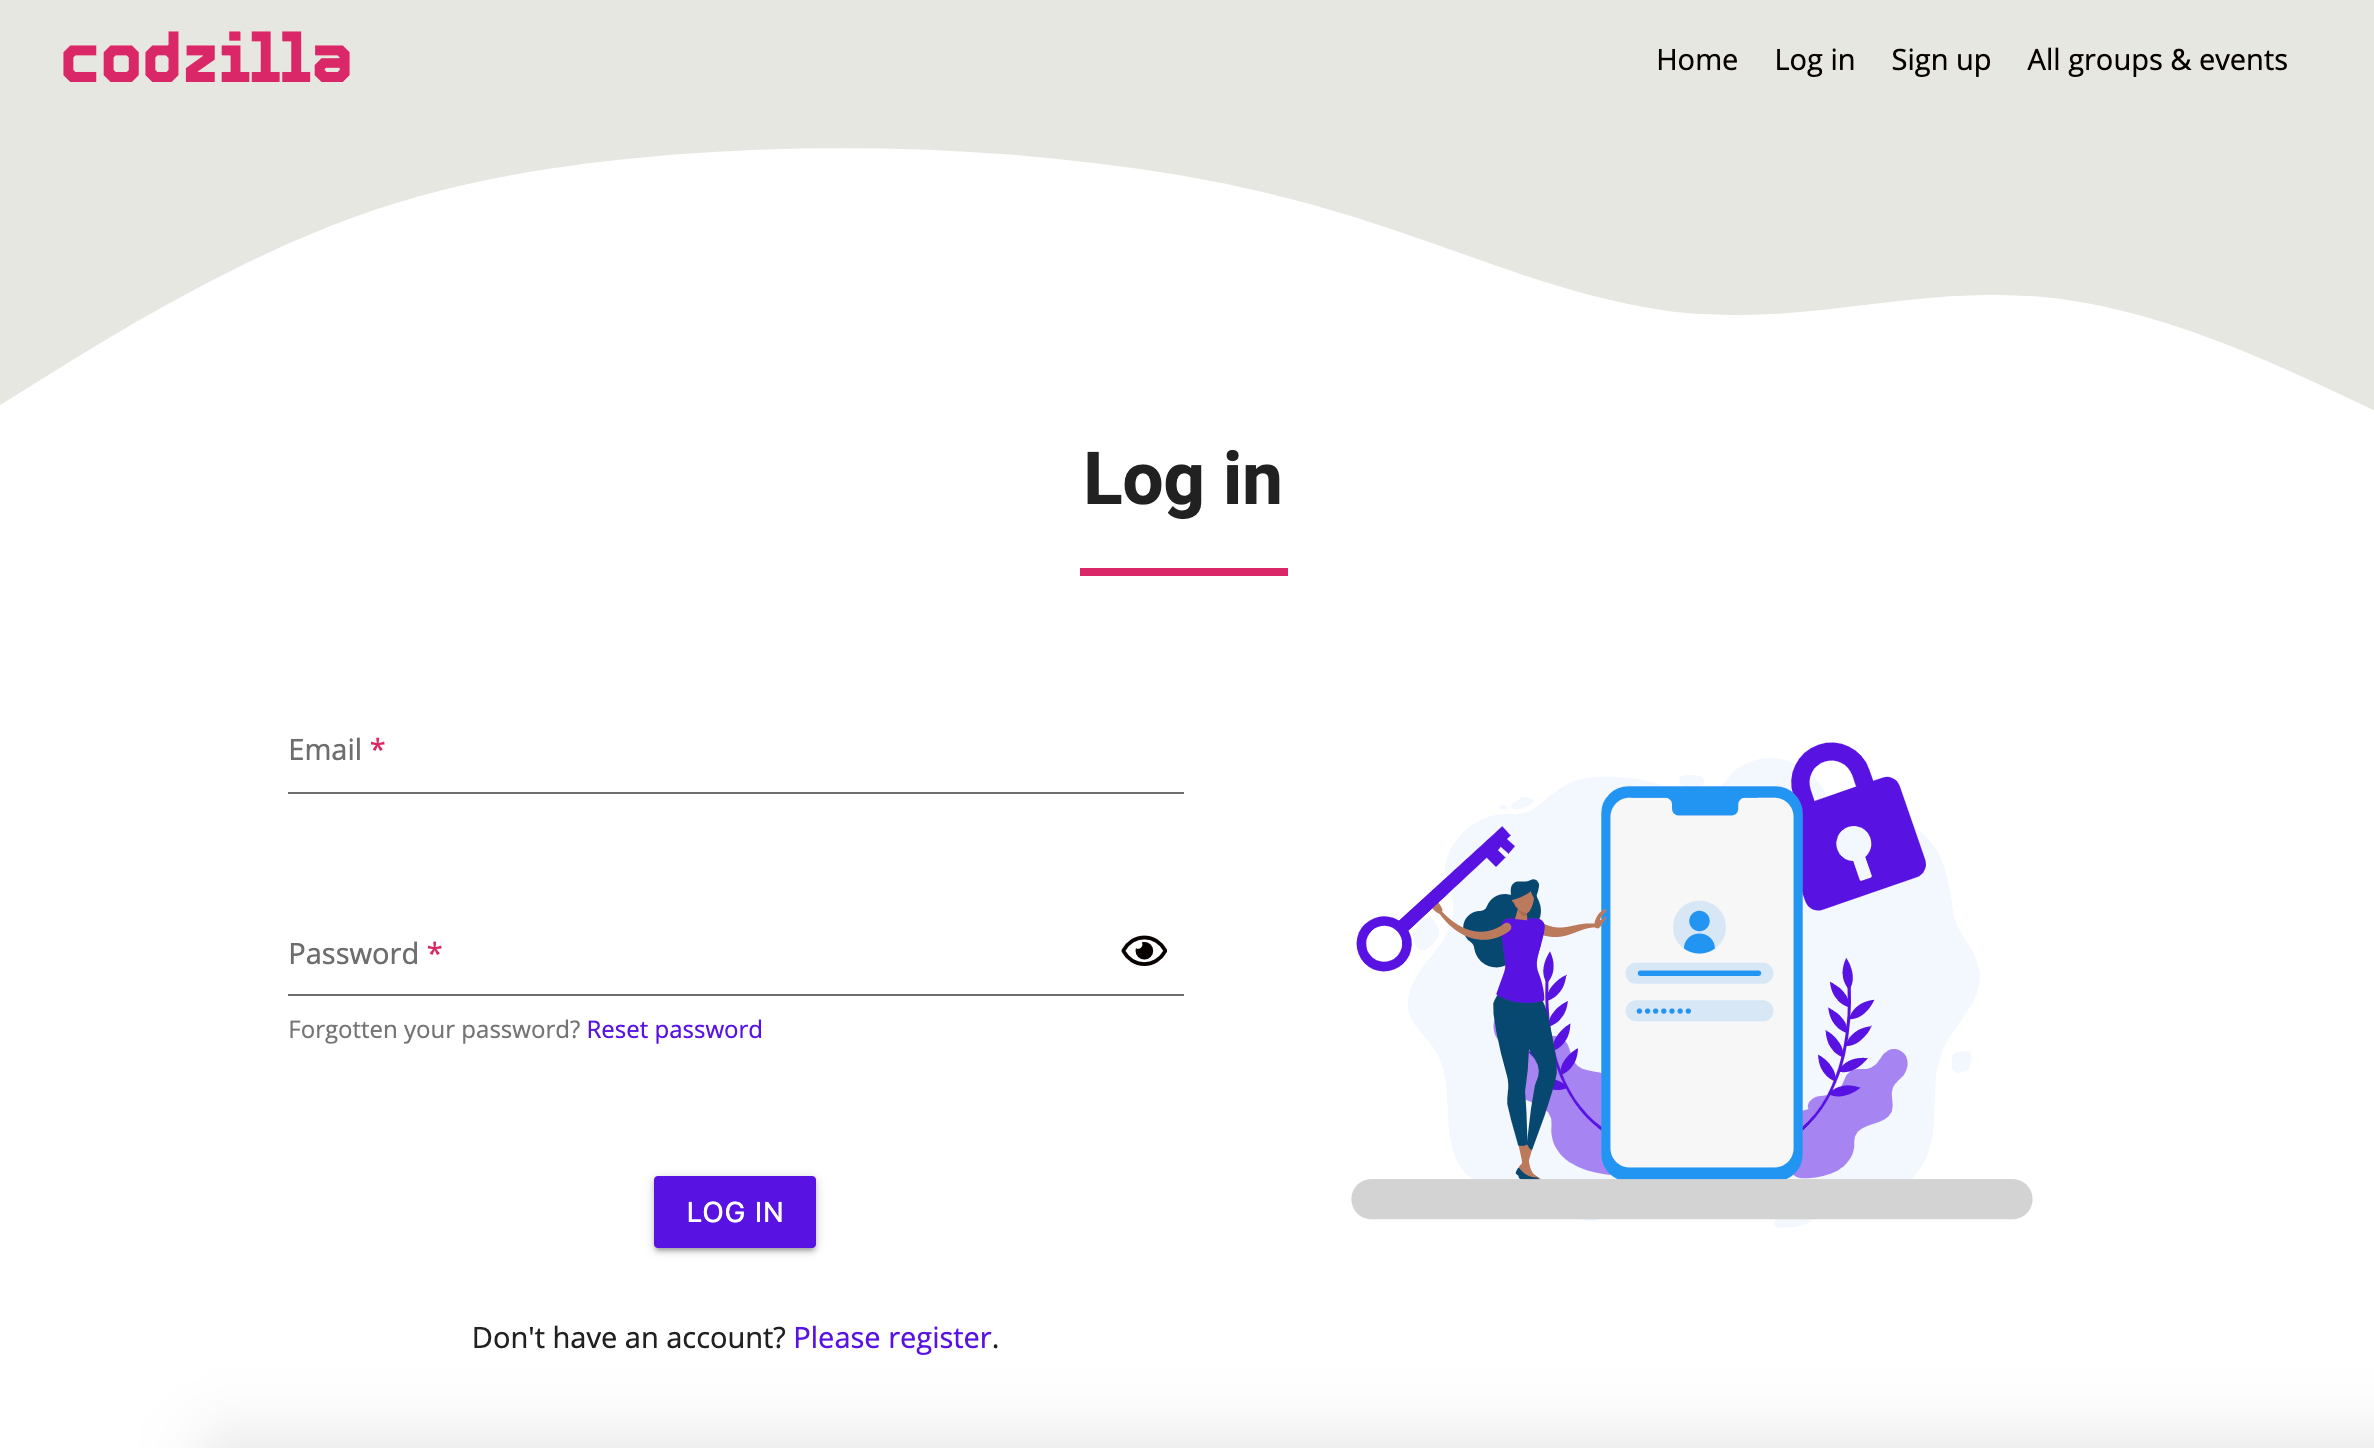 codzilla
Home Log in Sign up All groups & events
Log in
Email *
Password *
Forgotten your password? Reset password
LOG IN
Don't have an account? Please register.